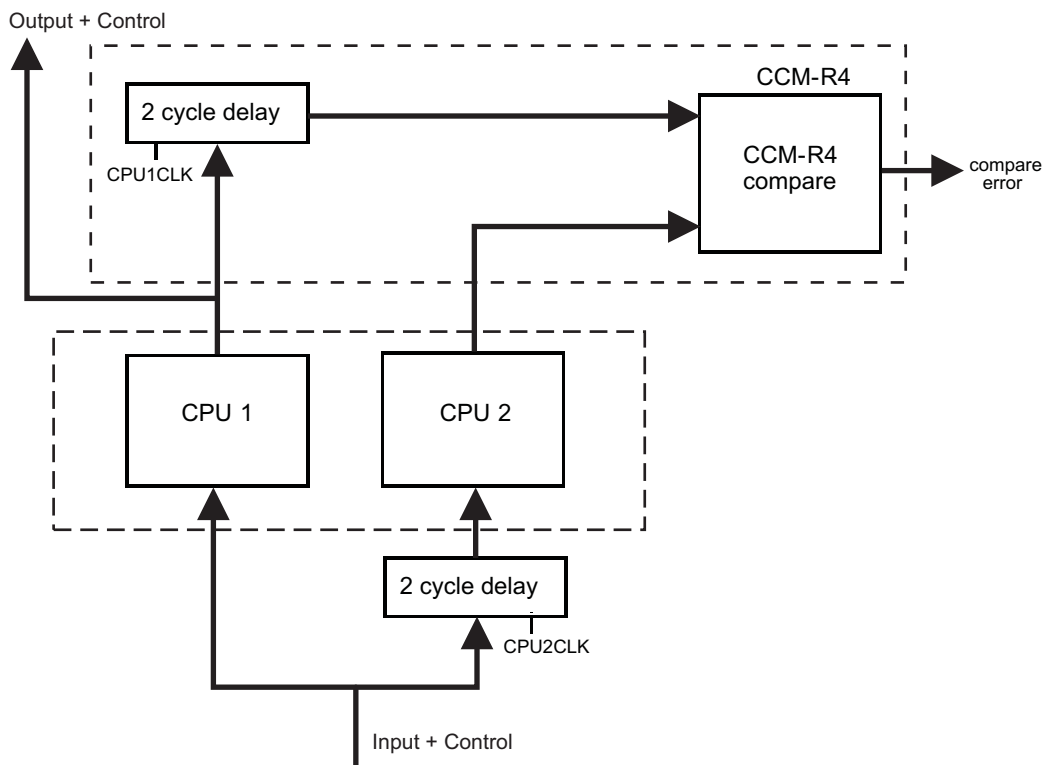 Output + Control
CCM-R4
2 cycle delay
CPU1CLK
CCM-R4
compare
compare
error
CPU 1
CPU 2
2 cycle delay
CPU2CLK
Input + Control